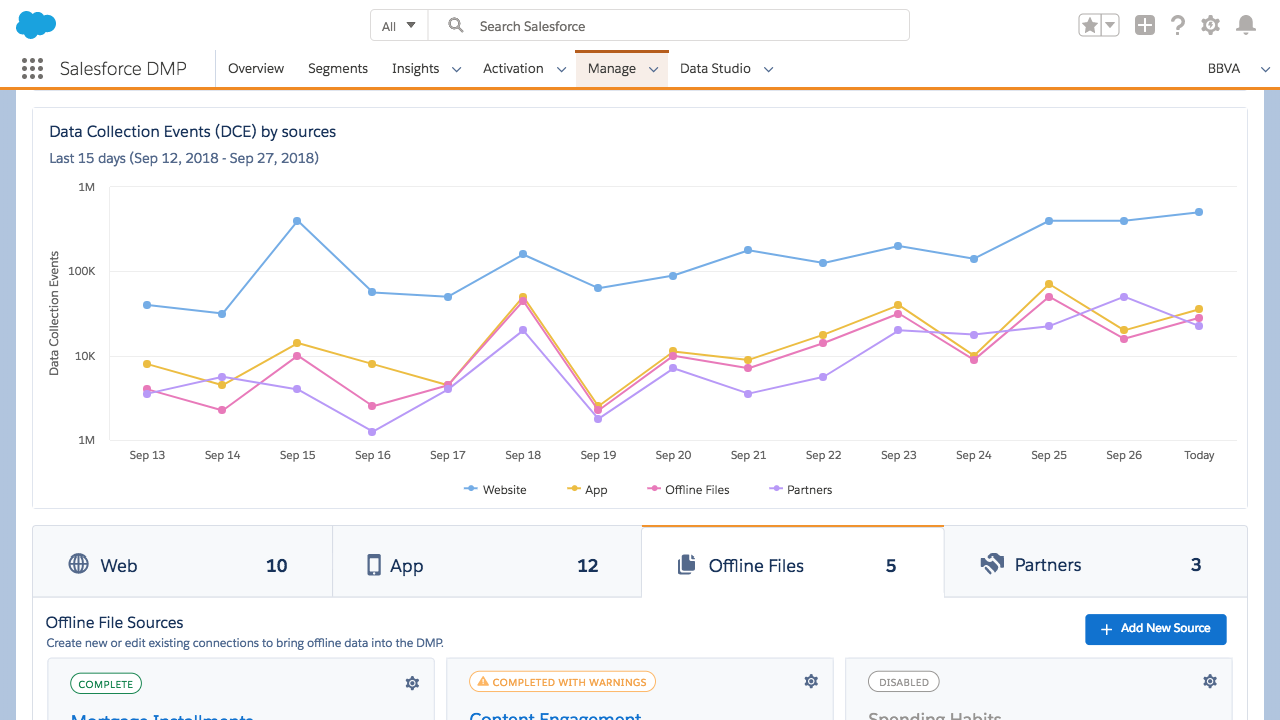 All
Search Salesforce
Salesforce DMP
Overview
Segments
Insights
Activation
Manage
Data Studio
BBVA
Data Collection Events (DCE) by sources
Last 15 days (Sep 12, 2018 - Sep 27, 2018)
Data Collection Events
1M
100K
10K
1M
Sep 13
Sep 14
Sep 15
Sep 16
Sep 17
Sep 18
Sep 19
Sep 20
Sep 21
Sep 22
Sep 23
Sep 24
Sep 25
Sep 26
Today
Website
App
Offline Files
Partners
Web 10
App 12
Offline Files 5
Partners 3
Offline File Sources
Create new or edit existing connections to bring offline data into the DMP.
Add New Source
COMPLETE
COMPLETED WITH WARNINGS
DISABLED
Mortgage Installments
Content Engagement
Spending Habits